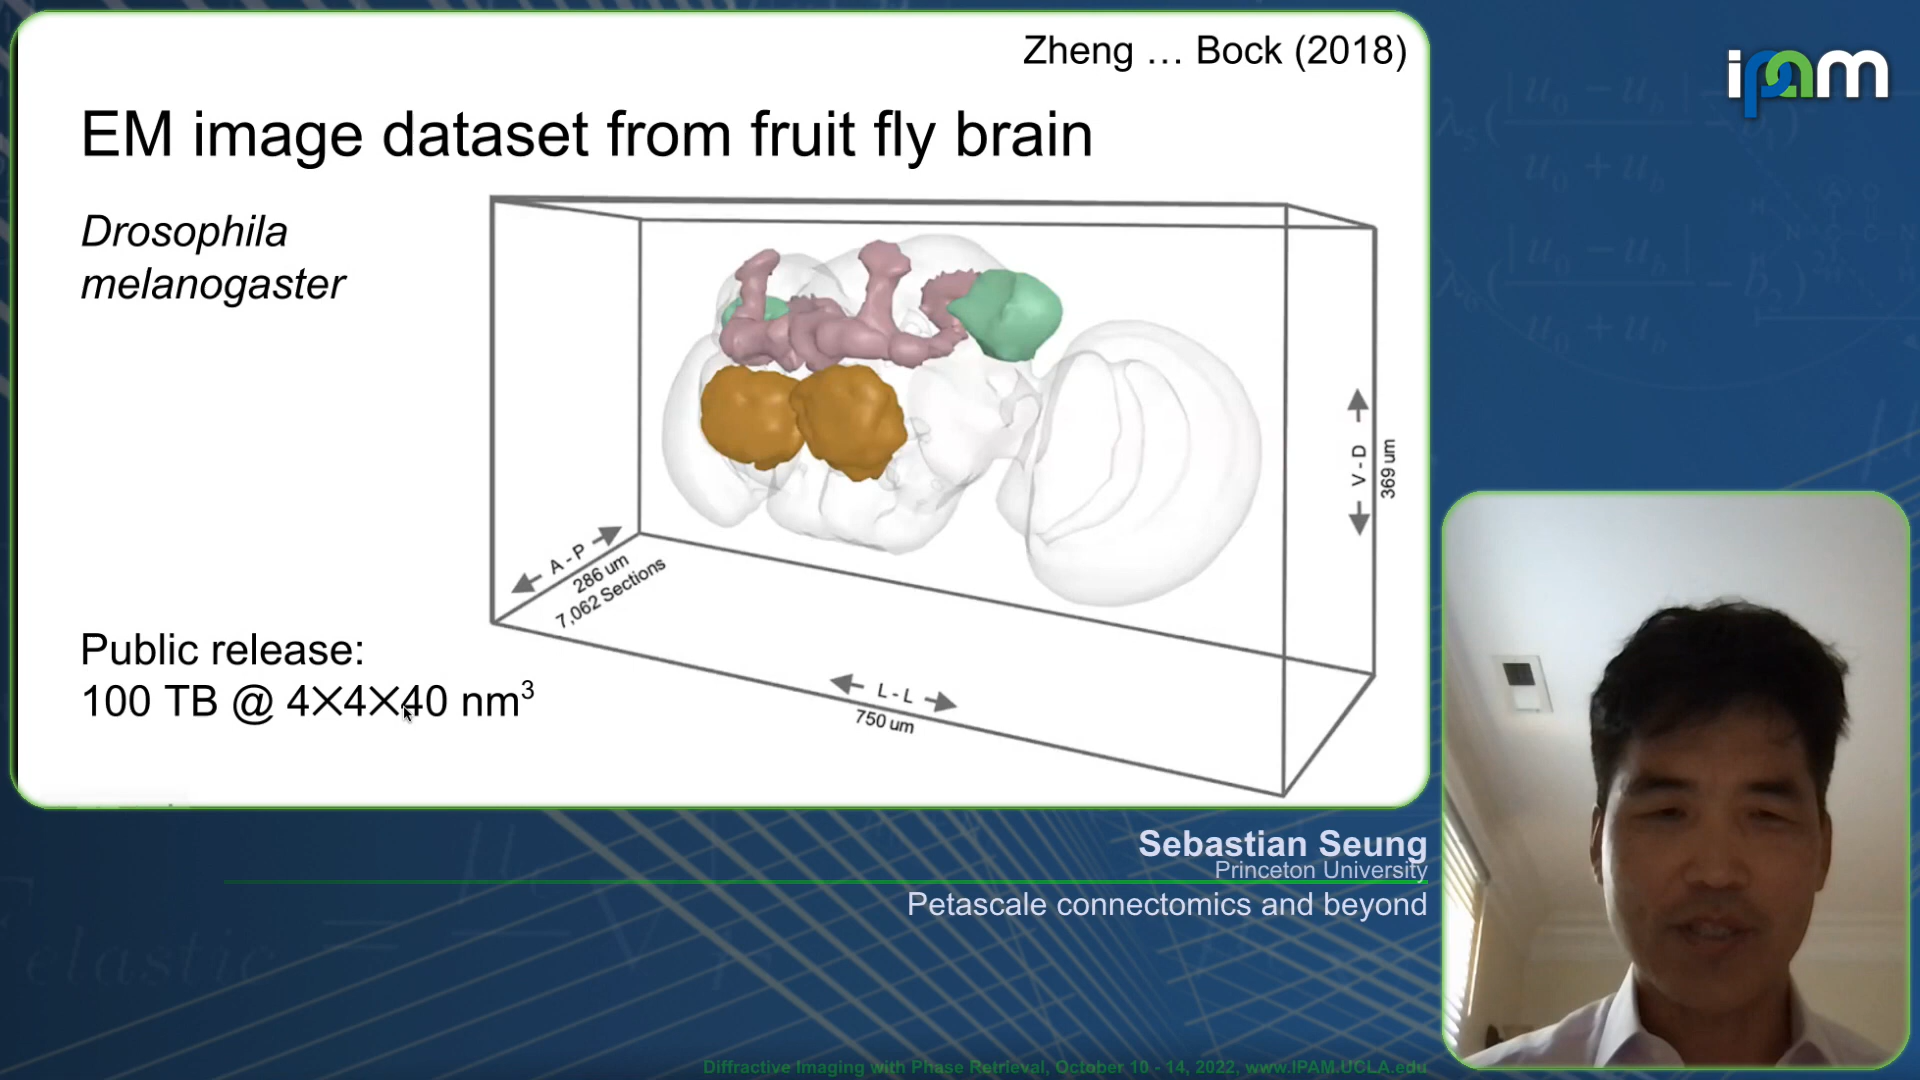 Zheng … Bock (2018)
EM image dataset from fruit fly brain
Drosophila
melanogaster
A - P
286 um
7,062 Sections
V - D
369 um
L - L
750 um
Public release:
100 TB @ 4✕4✕40 nm³
ipam
Sebastian Seung
Princeton University
Petascale connectomics and beyond
Diffractive Imaging with Phase Retrieval, October 10 - 14, 2022, www.IPAM.UCLA.edu
elastic